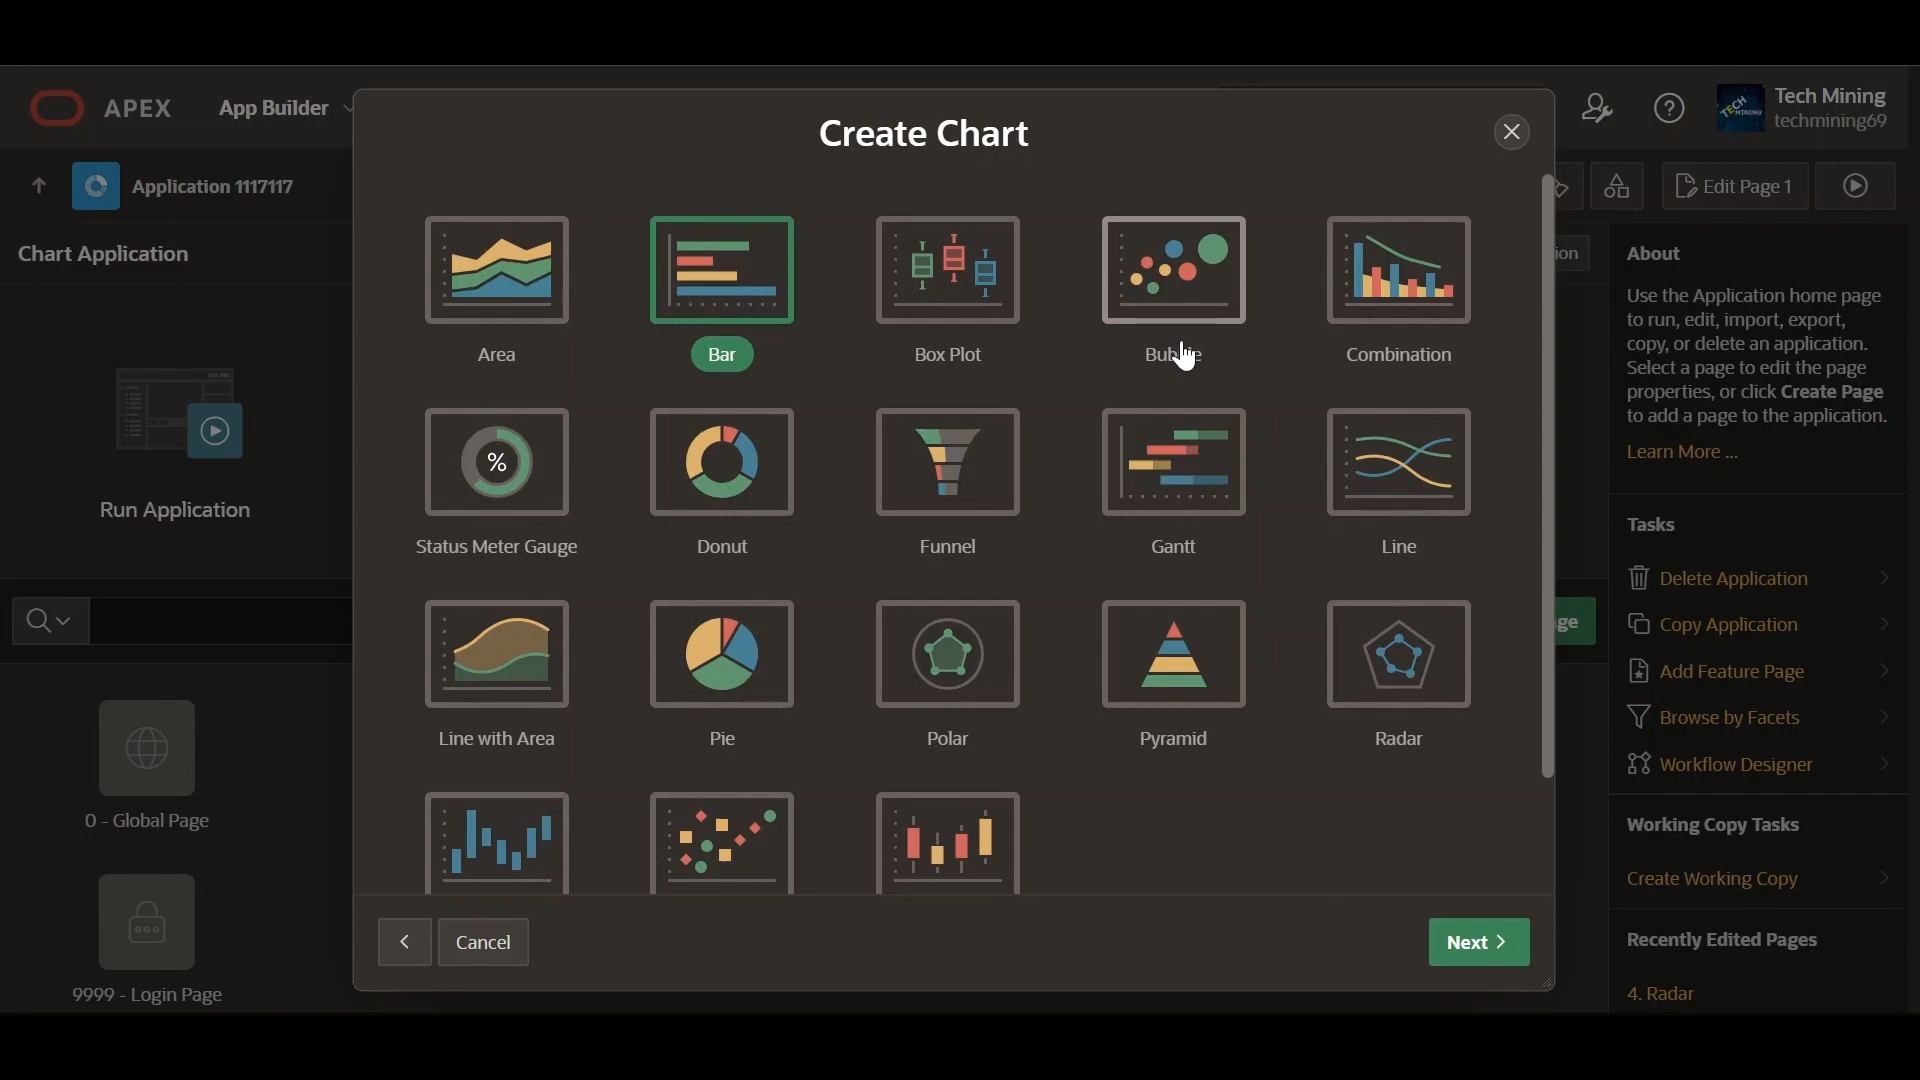 APEX
App Builder
Create Chart
Tech Mining
techmining69
TECH
MINING
Application 1117117
Edit Page 1
Chart Application
ion
About
Use the Application home page
to run, edit, import, export,
copy, or delete an application.
Select a page to edit the page
properties, or click Create Page
to add a page to the application.
Learn More ...
Area
Bar
Box Plot
Combination
%
Run Application
Status Meter Gauge
Donut
Funnel
Gantt
Line
Tasks
Delete Application
Copy Application
Add Feature Page
Browse by Facets
Workflow Designer
ge
Line with Area
Pie
Polar
Pyramid
Radar
0 - Global Page
Working Copy Tasks
Create Working Copy
Cancel
Next
Recently Edited Pages
9999 - Login Page
4. Radar